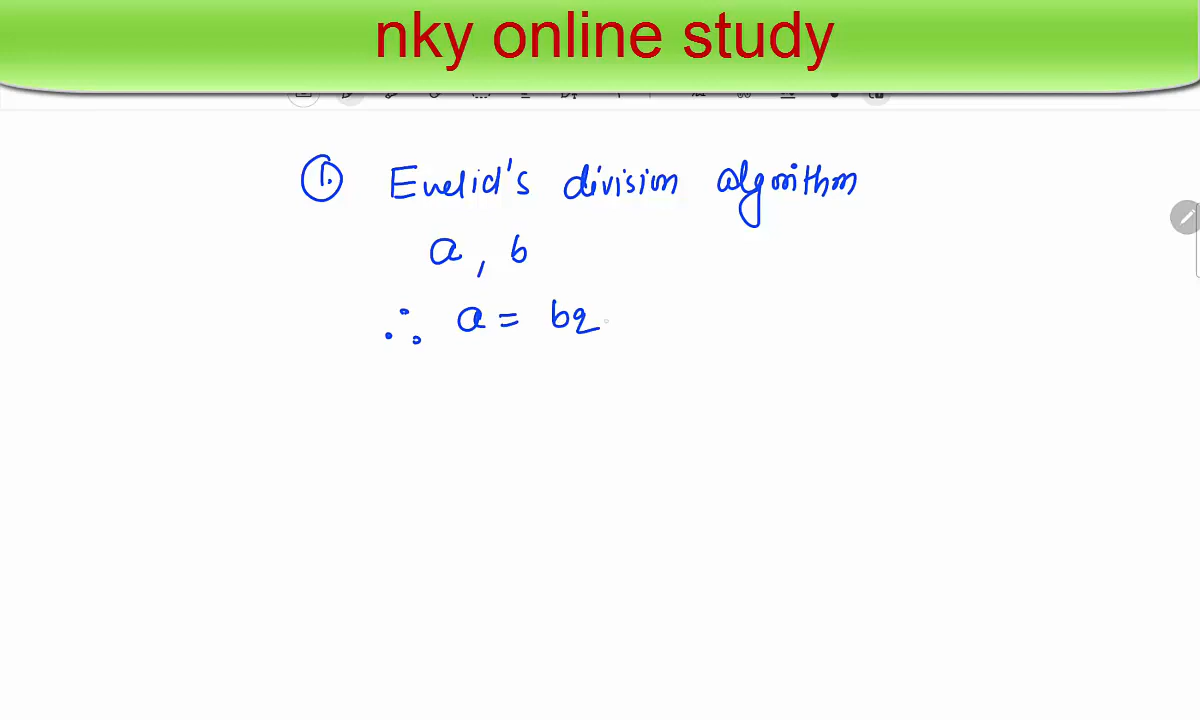 nky online study
① Euclid's division algorithm
a, b
∴ a = bq